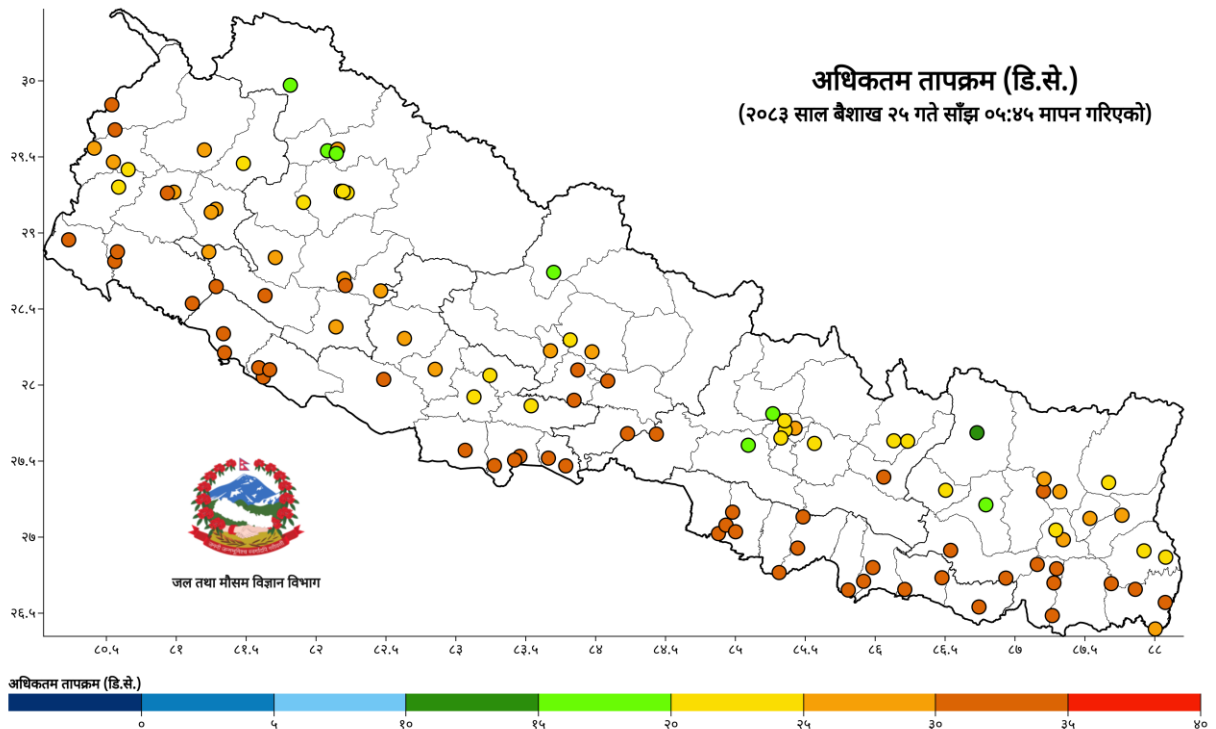 अधिकतम तापक्रम (डि.से.)
(२०८३ साल बैशाख २५ गते साँझ ०५:४५ मापन गरिएको)
३०
२९.५
२९
२८.५
२८
२७.५
२७
२६.५
जल तथा मौसम विज्ञान विभाग
८०.५ ८१ ८१.५ ८२ ८२.५ ८३ ८३.५ ८४ ८४.५ ८५ ८५.५ ८६ ८६.५ ८७ ८७.५ ८८
अधिकतम तापक्रम (डि.से.)
० ५ १० १५ २० २५ ३० ३५ ४०